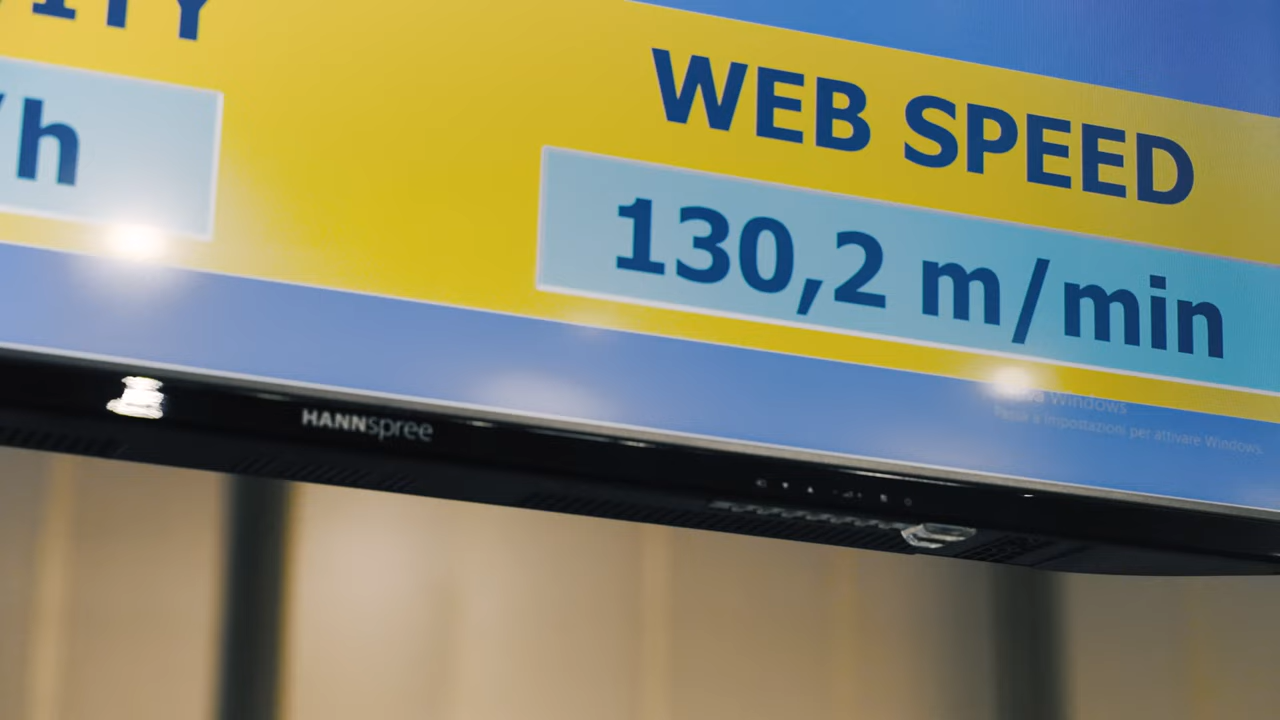 WEB SPEED
/h
130,2 m/min
Windows
Passa a Impostazioni per attivare Windows.
HANNspree